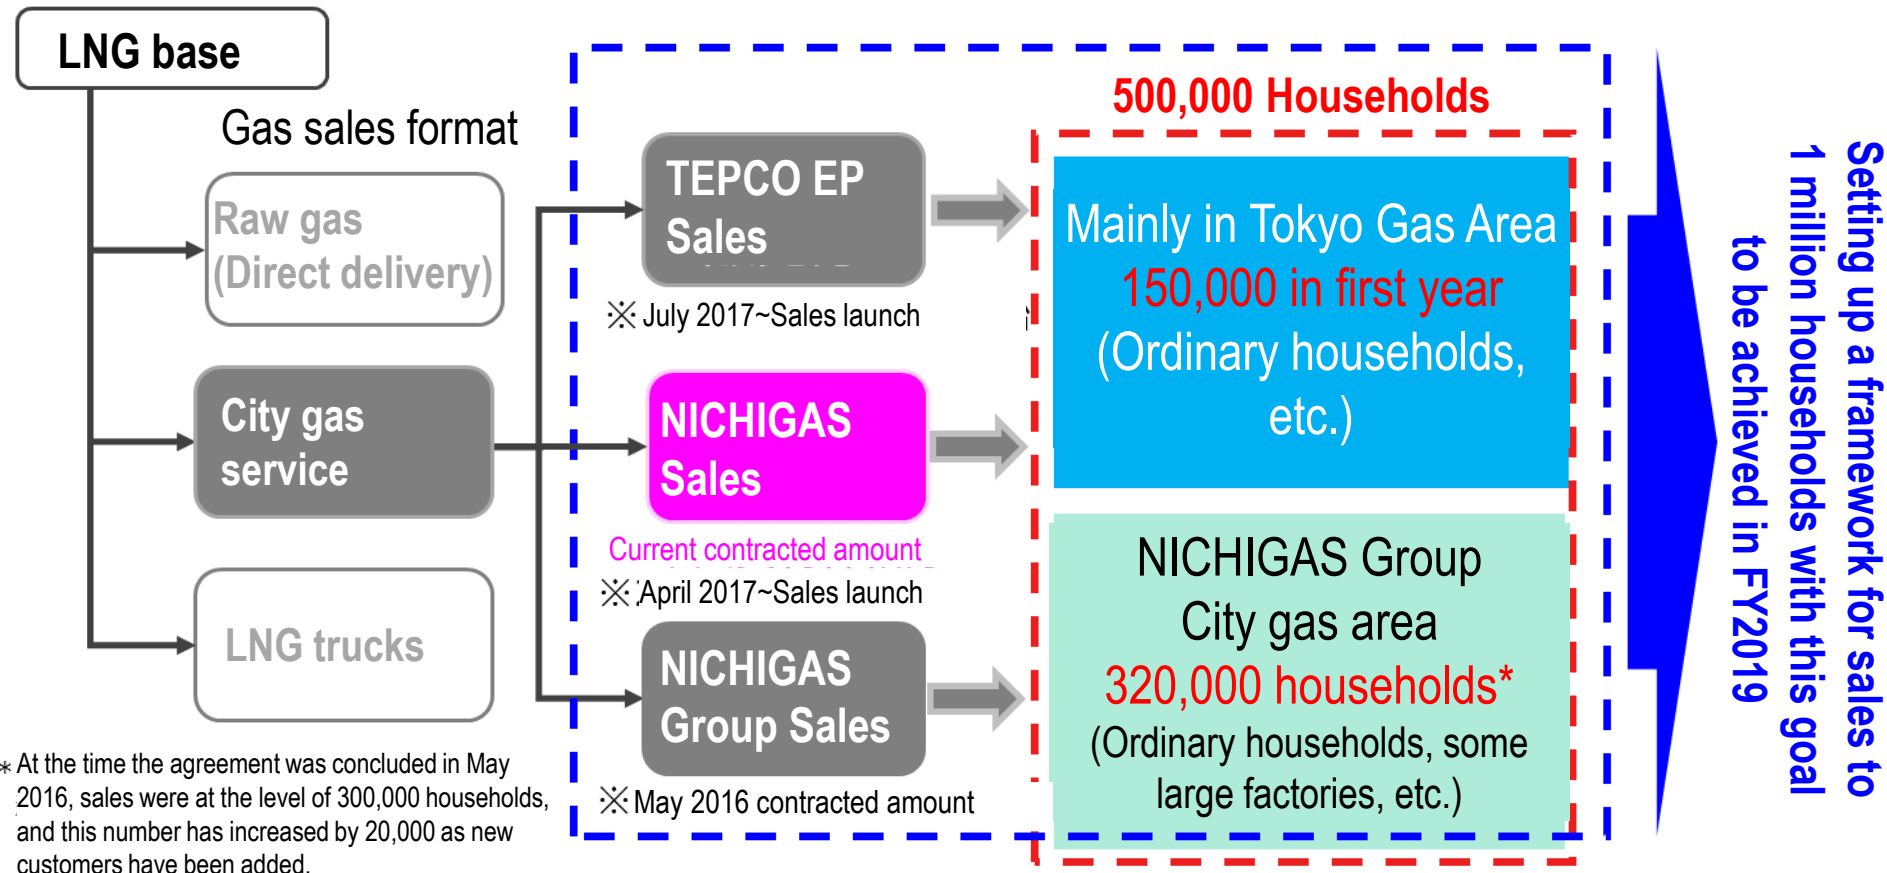 LNG base
Gas sales format
Raw gas
(Direct delivery)
City gas
service
LNG trucks
* At the time the agreement was concluded in May
2016, sales were at the level of 300,000 households,
and this number has increased by 20,000 as new
customers have been added.
TEPCO EP
Sales
※ July 2017~Sales launch
NICHIGAS
Sales
Current contracted amount
※ April 2017~Sales launch
NICHIGAS
Group Sales
※ May 2016 contracted amount
500,000 Households
Mainly in Tokyo Gas Area
150,000 in first year
(Ordinary households,
etc.)
NICHIGAS Group
City gas area
320,000 households*
(Ordinary households, some
large factories, etc.)
Setting up a framework for sales to
1 million households with this goal
to be achieved in FY2019